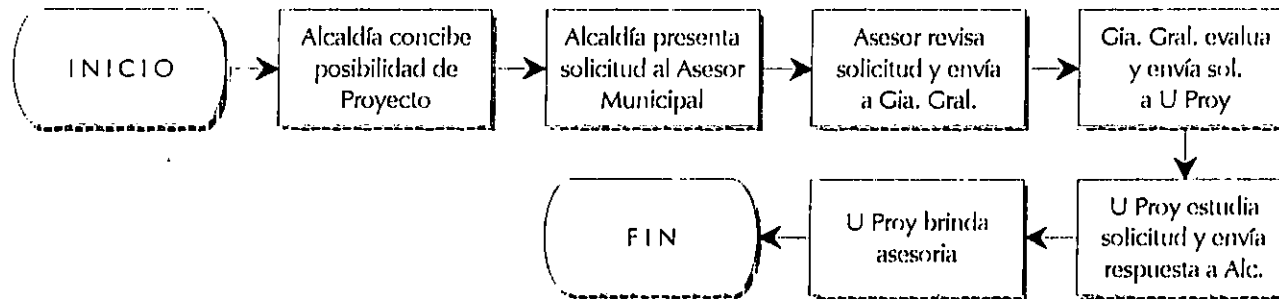 INICIO
Alcaldía concibe
posibilidad de
Proyecto
Alcaldía presenta
solicitud al Asesor
Municipal
Asesor revisa
solicitud y envía
a Gia. Gral.
Gia. Gral. evalua
y envía sol.
a U Proy
U Proy estudia
solicitud y envía
respuesta a Alc.
U Proy brinda
asesoria
FIN